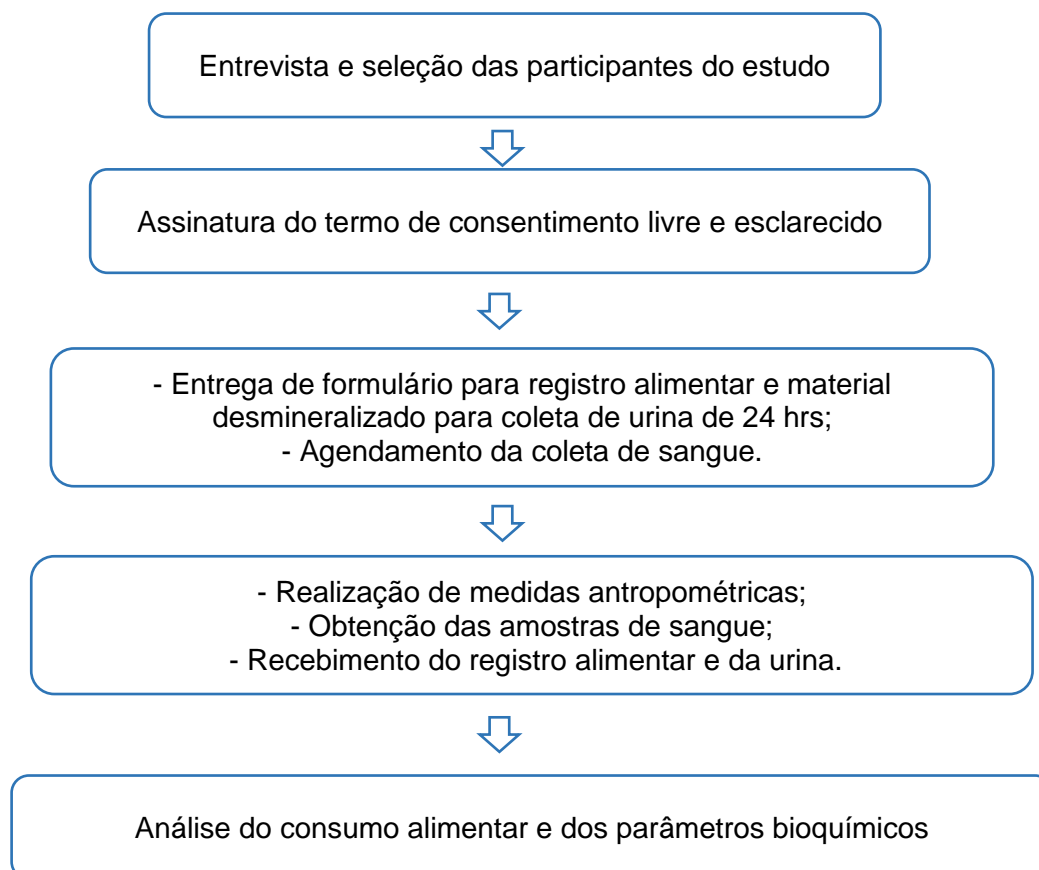 Entrevista e seleção das participantes do estudo
Assinatura do termo de consentimento livre e esclarecido
- Entrega de formulário para registro alimentar e material
desmineralizado para coleta de urina de 24 hrs;
- Agendamento da coleta de sangue.
- Realização de medidas antropométricas;
- Obtenção das amostras de sangue;
- Recebimento do registro alimentar e da urina.
Análise do consumo alimentar e dos parâmetros bioquímicos